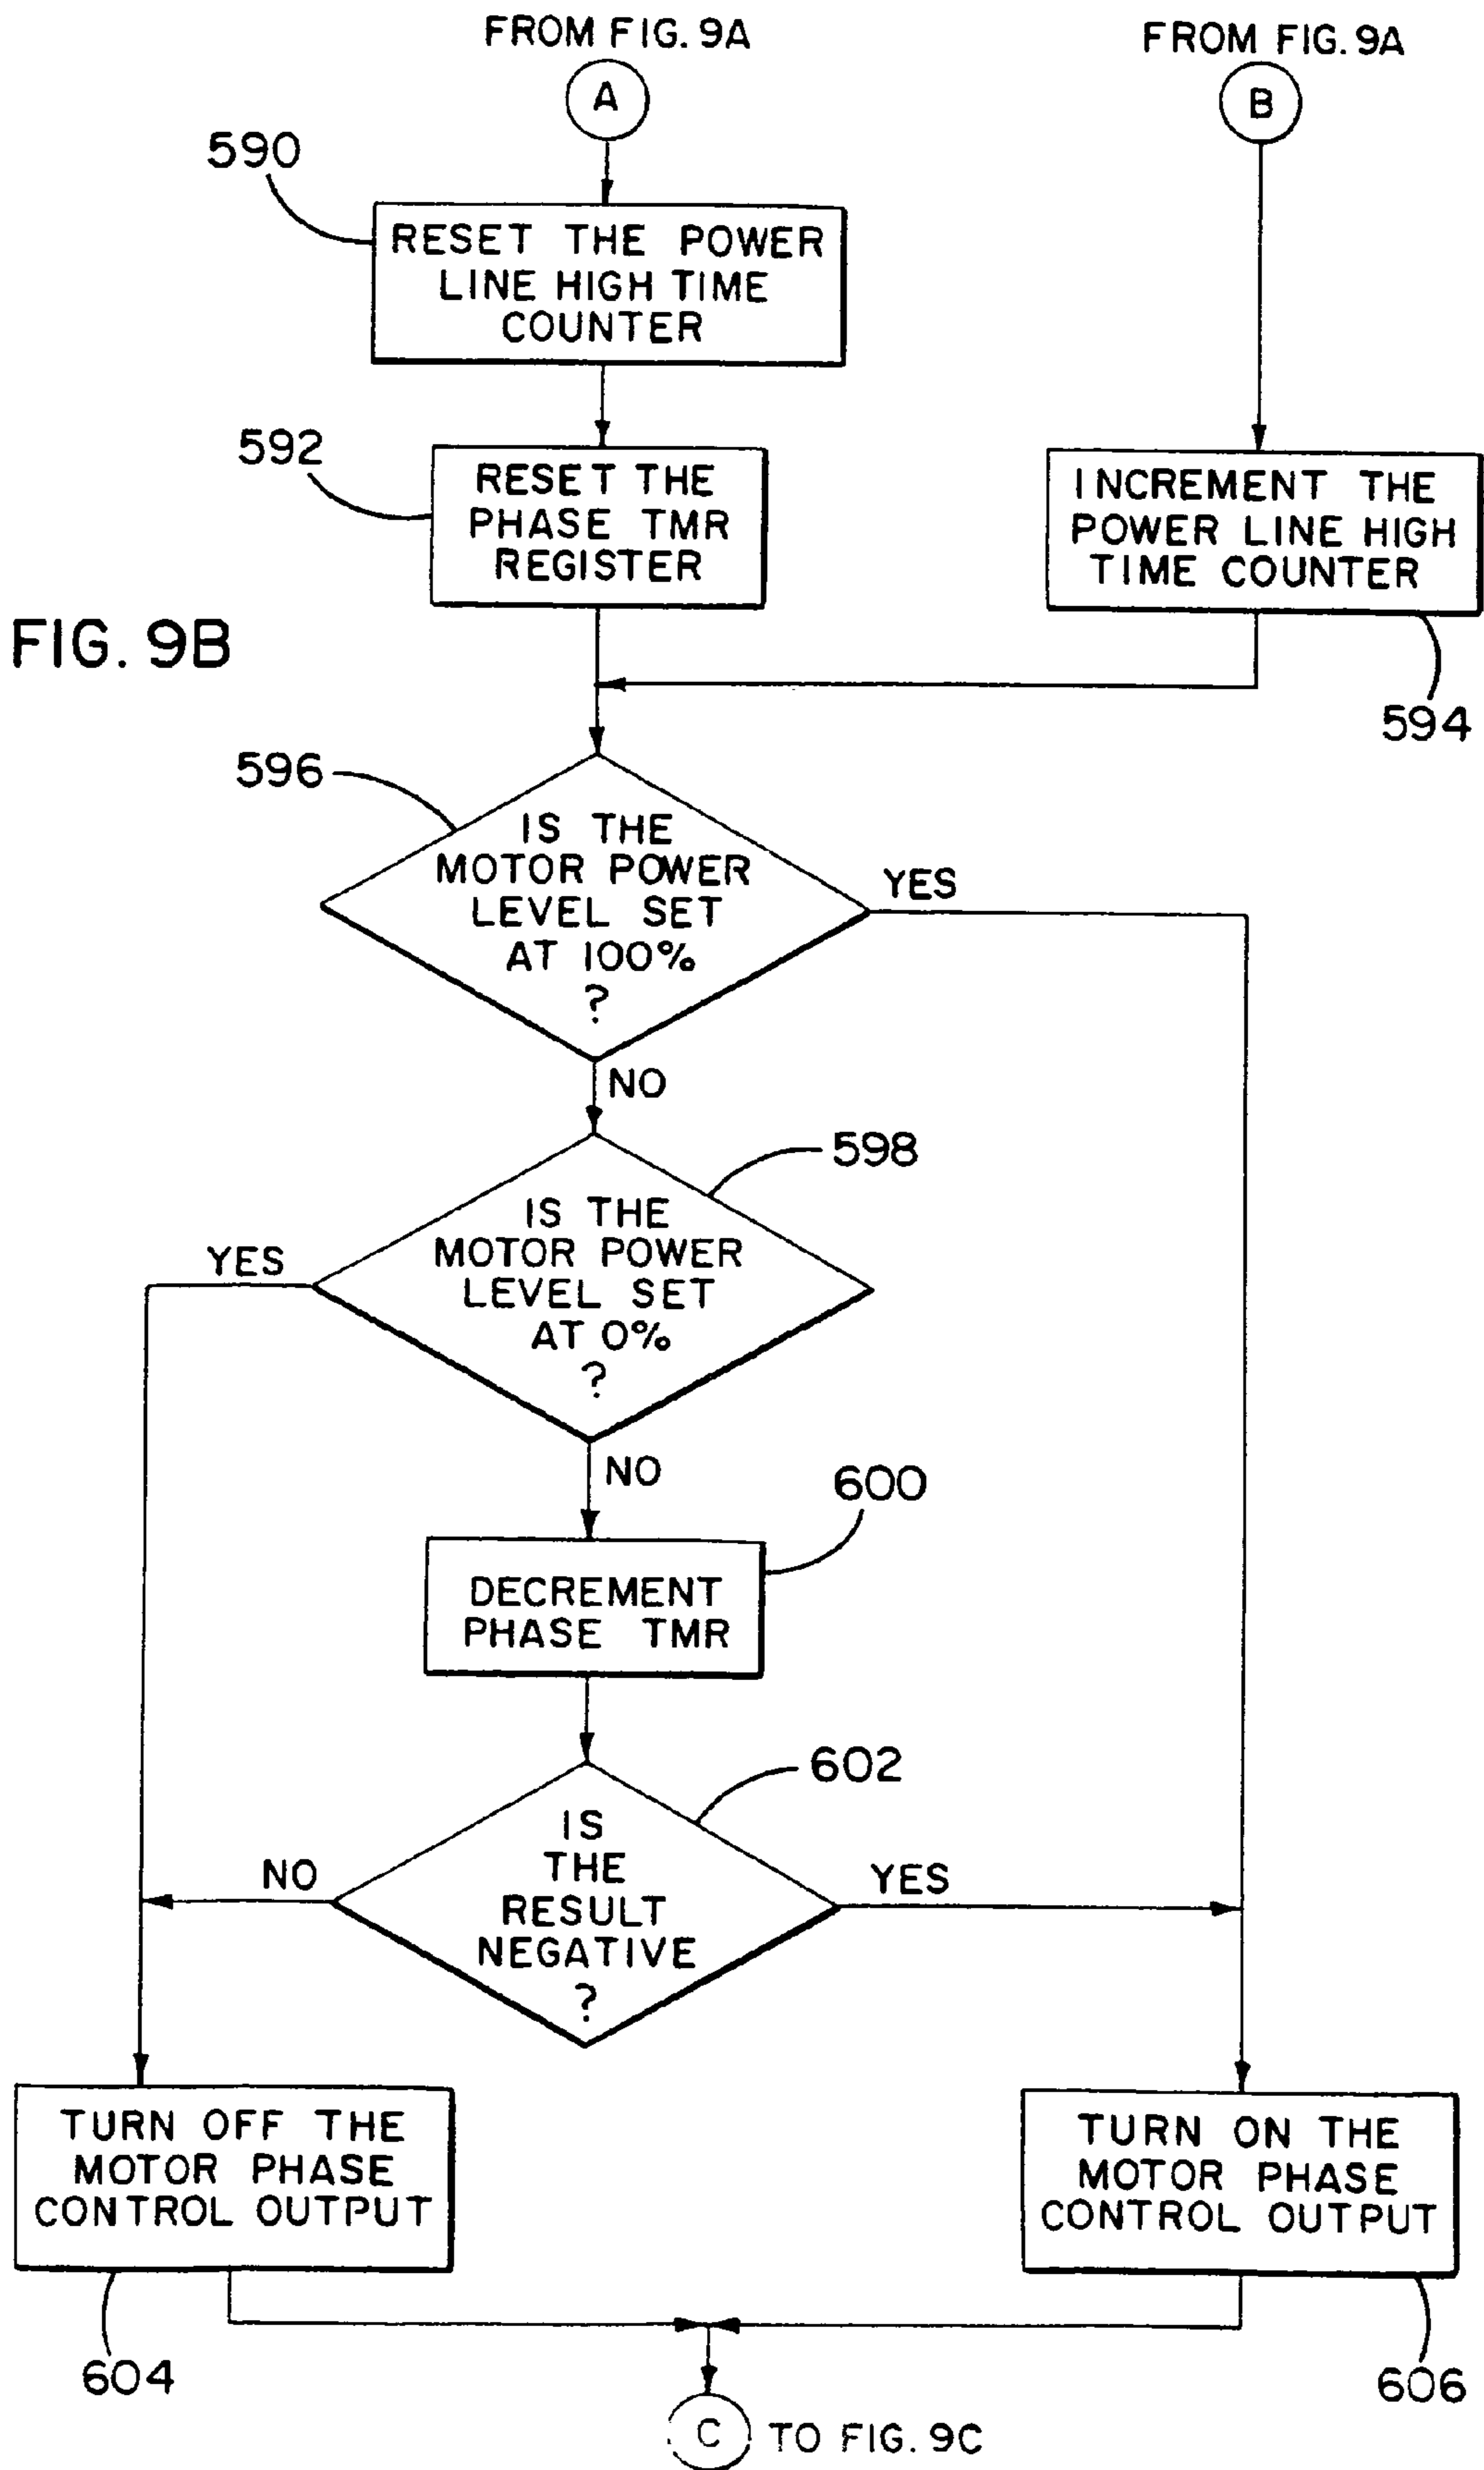 FROM FIG. 9A
FROM FIG. 9A
A
B
590
RESET THE POWER
LINE HIGH TIME
COUNTER
592
RESET THE
PHASE TMR
REGISTER
INCREMENT THE
POWER LINE HIGH
TIME COUNTER
594
FIG. 9B
596
IS THE
MOTOR POWER
LEVEL SET
AT 100%
?
YES
NO
598
IS THE
MOTOR POWER
LEVEL SET
AT 0%
?
YES
NO
600
DECREMENT
PHASE TMR
602
IS
THE
RESULT
NEGATIVE
?
NO
YES
TURN OFF THE
MOTOR PHASE
CONTROL OUTPUT
604
TURN ON THE
MOTOR PHASE
CONTROL OUTPUT
606
C
TO FIG. 9C